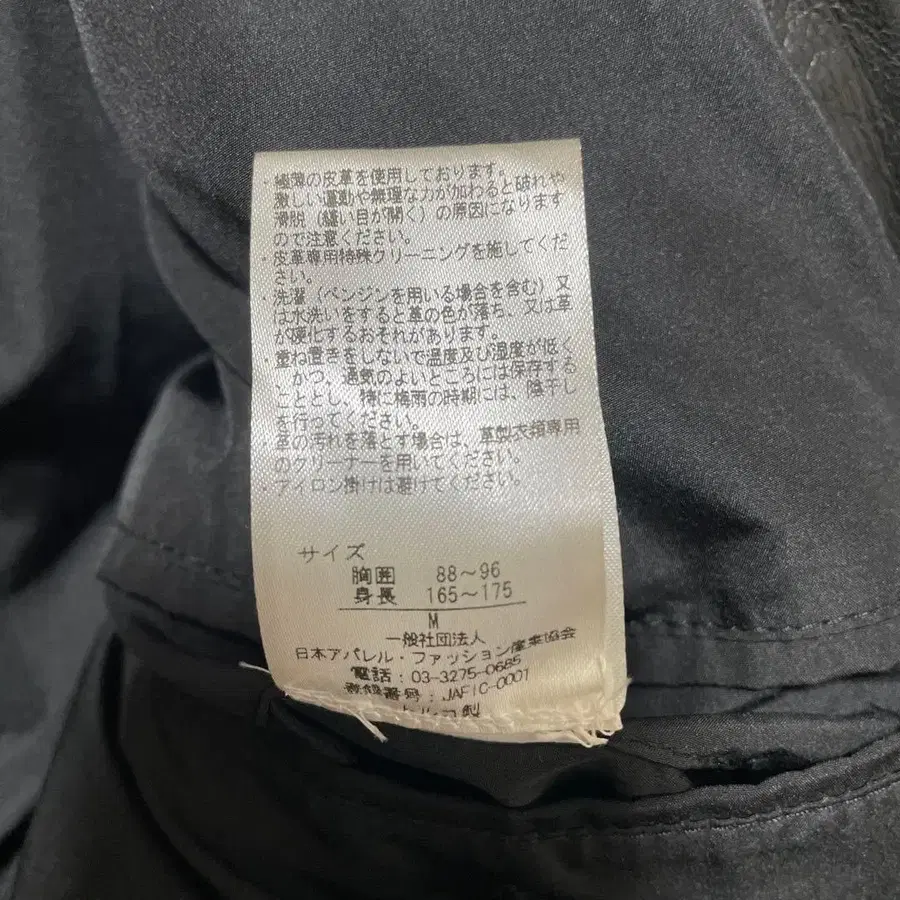 ・極薄の皮革を使用しております。
激しい運動や無理な力が加わると破れや
滑脱（縫い目が開く）の原因になります
ので注意ください。
・皮革専用特殊クリーニングを施してくだ
さい。
・洗濯（ベンジンを用いる場合を含む）又
は水洗いをすると革の色が落ち、又は革
が硬化するおそれがあります。
・重ね置きをしないで温度及び湿度が低く
、かつ、通気のよいところには保存する
こととし、特に梅雨の時期には、陰干し
を行ってください。
革の汚れを落とす場合は、革製衣類専用
のクリーナーを用いてください。
・アイロン掛けは避けてください。
サイズ
胸囲 88～96
身長 165～175
M
一般社団法人
日本アパレル・ファッション産業協会
電話：03-3275-0685
登録番号：JAFIC-0001
トルコ製